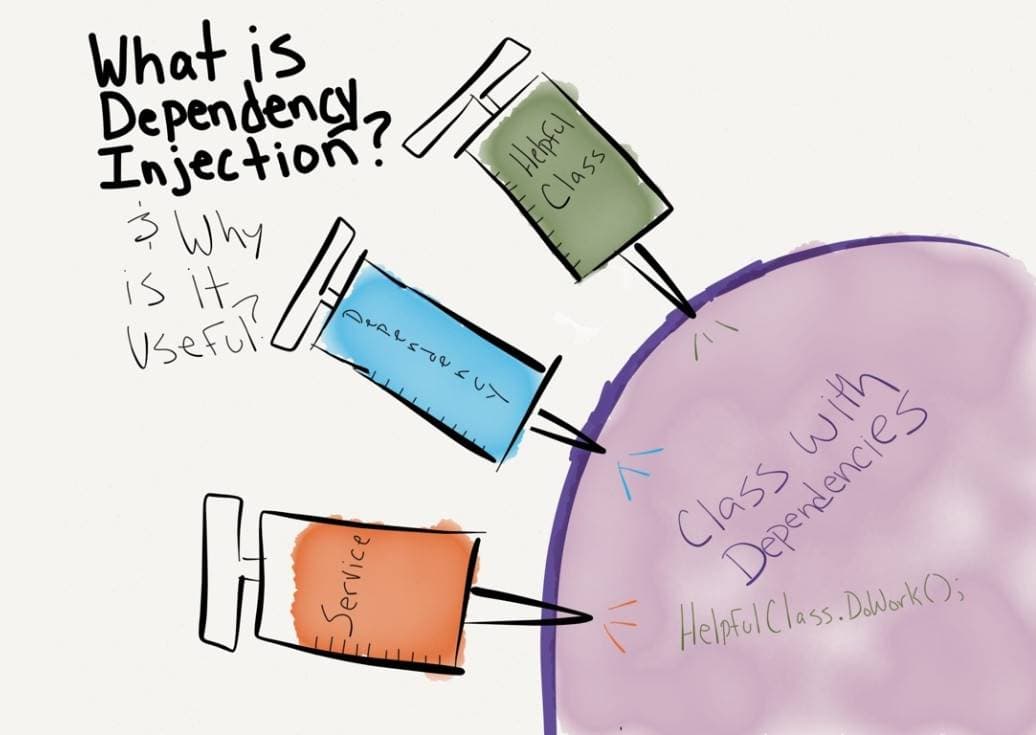 What is
Dependency
Injection?
& Why
is it
Useful?
Helpful
Class
Dependency
Service
Class with
Dependencies
HelpfulClass.DoWork();